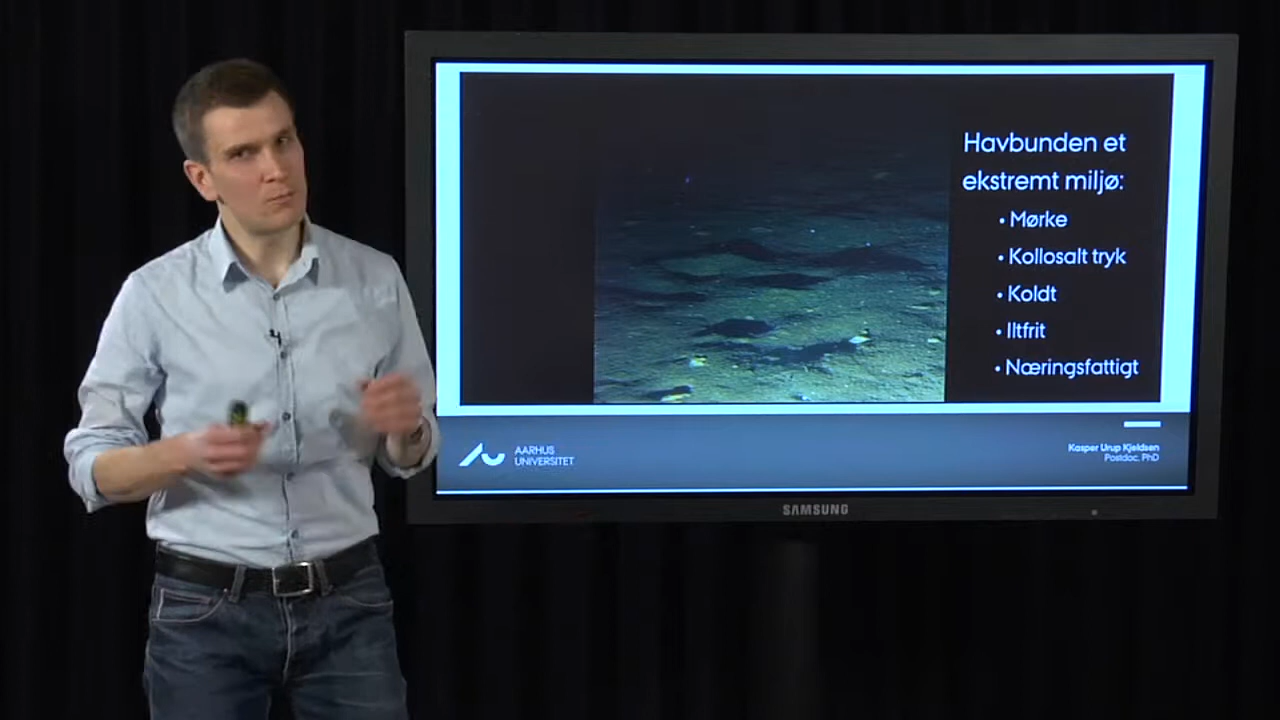 Havbunden et
ekstremt miljø:
• Mørke
• Kollosalt tryk
• Koldt
• Iltfrit
• Næringsfattigt
AARHUS
UNIVERSITET
Kasper Urup Kjeldsen
Postdoc, PhD
SAMSUNG